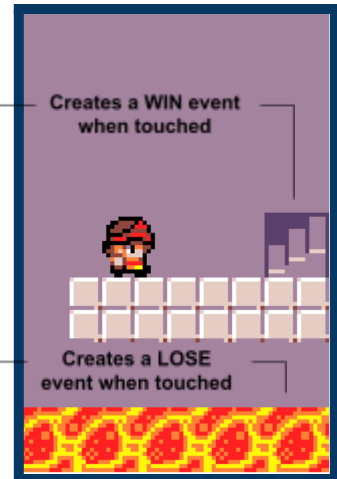 Creates a WIN event
when touched
Creates a LOSE
event when touched